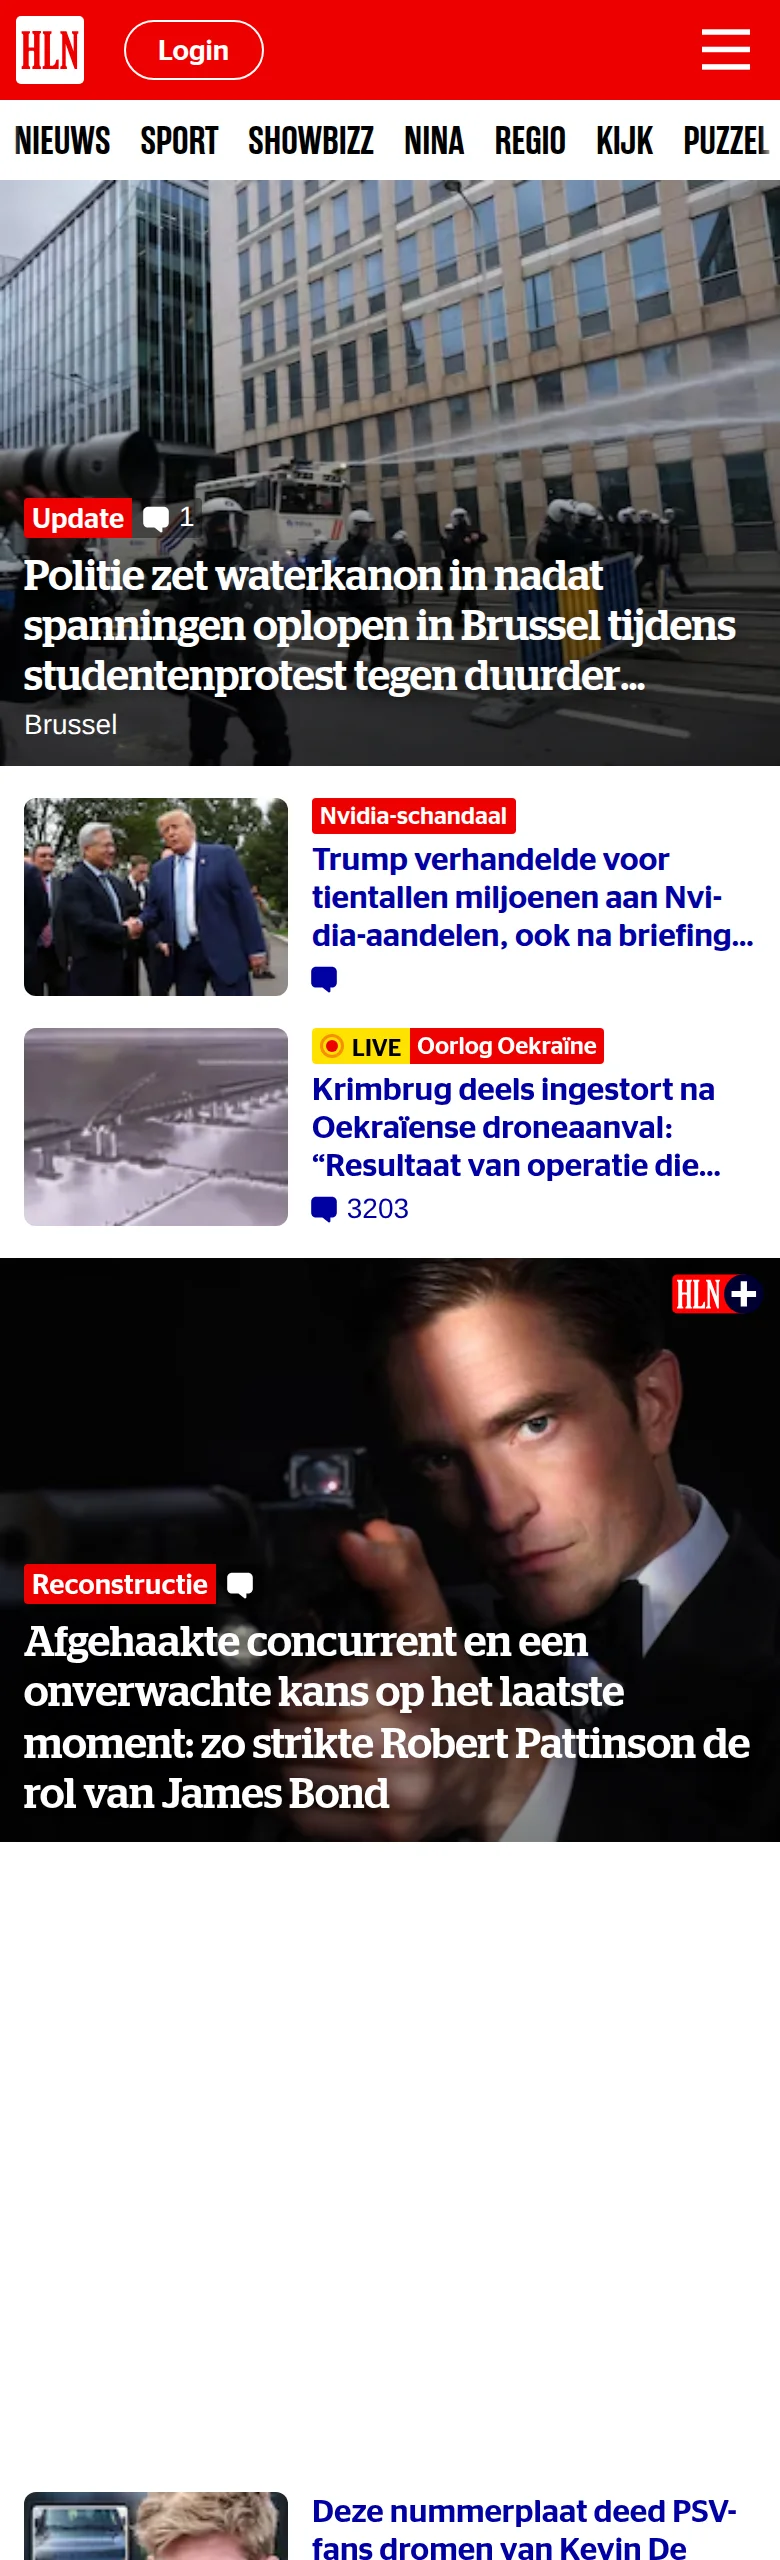 HLN
Login
NIEUWS SPORT SHOWBIZZ NINA REGIO KIJK PUZZEL
Update 1
Politie zet waterkanon in nadat
spanningen oplopen in Brussel tijdens
studentenprotest tegen duurder...
Brussel
Nvidia-schandaal
Trump verhandelde voor
tientallen miljoenen aan Nvi-
dia-aandelen, ook na briefing...
LIVE Oorlog Oekraïne
Krimbrug deels ingestort na
Oekraïense droneaanval:
“Resultaat van operatie die...
3203
HLN+
Reconstructie
Afgehaakte concurrent en een
onverwachte kans op het laatste
moment: zo strikte Robert Pattinson de
rol van James Bond
Deze nummerplaat deed PSV-
fans dromen van Kevin De